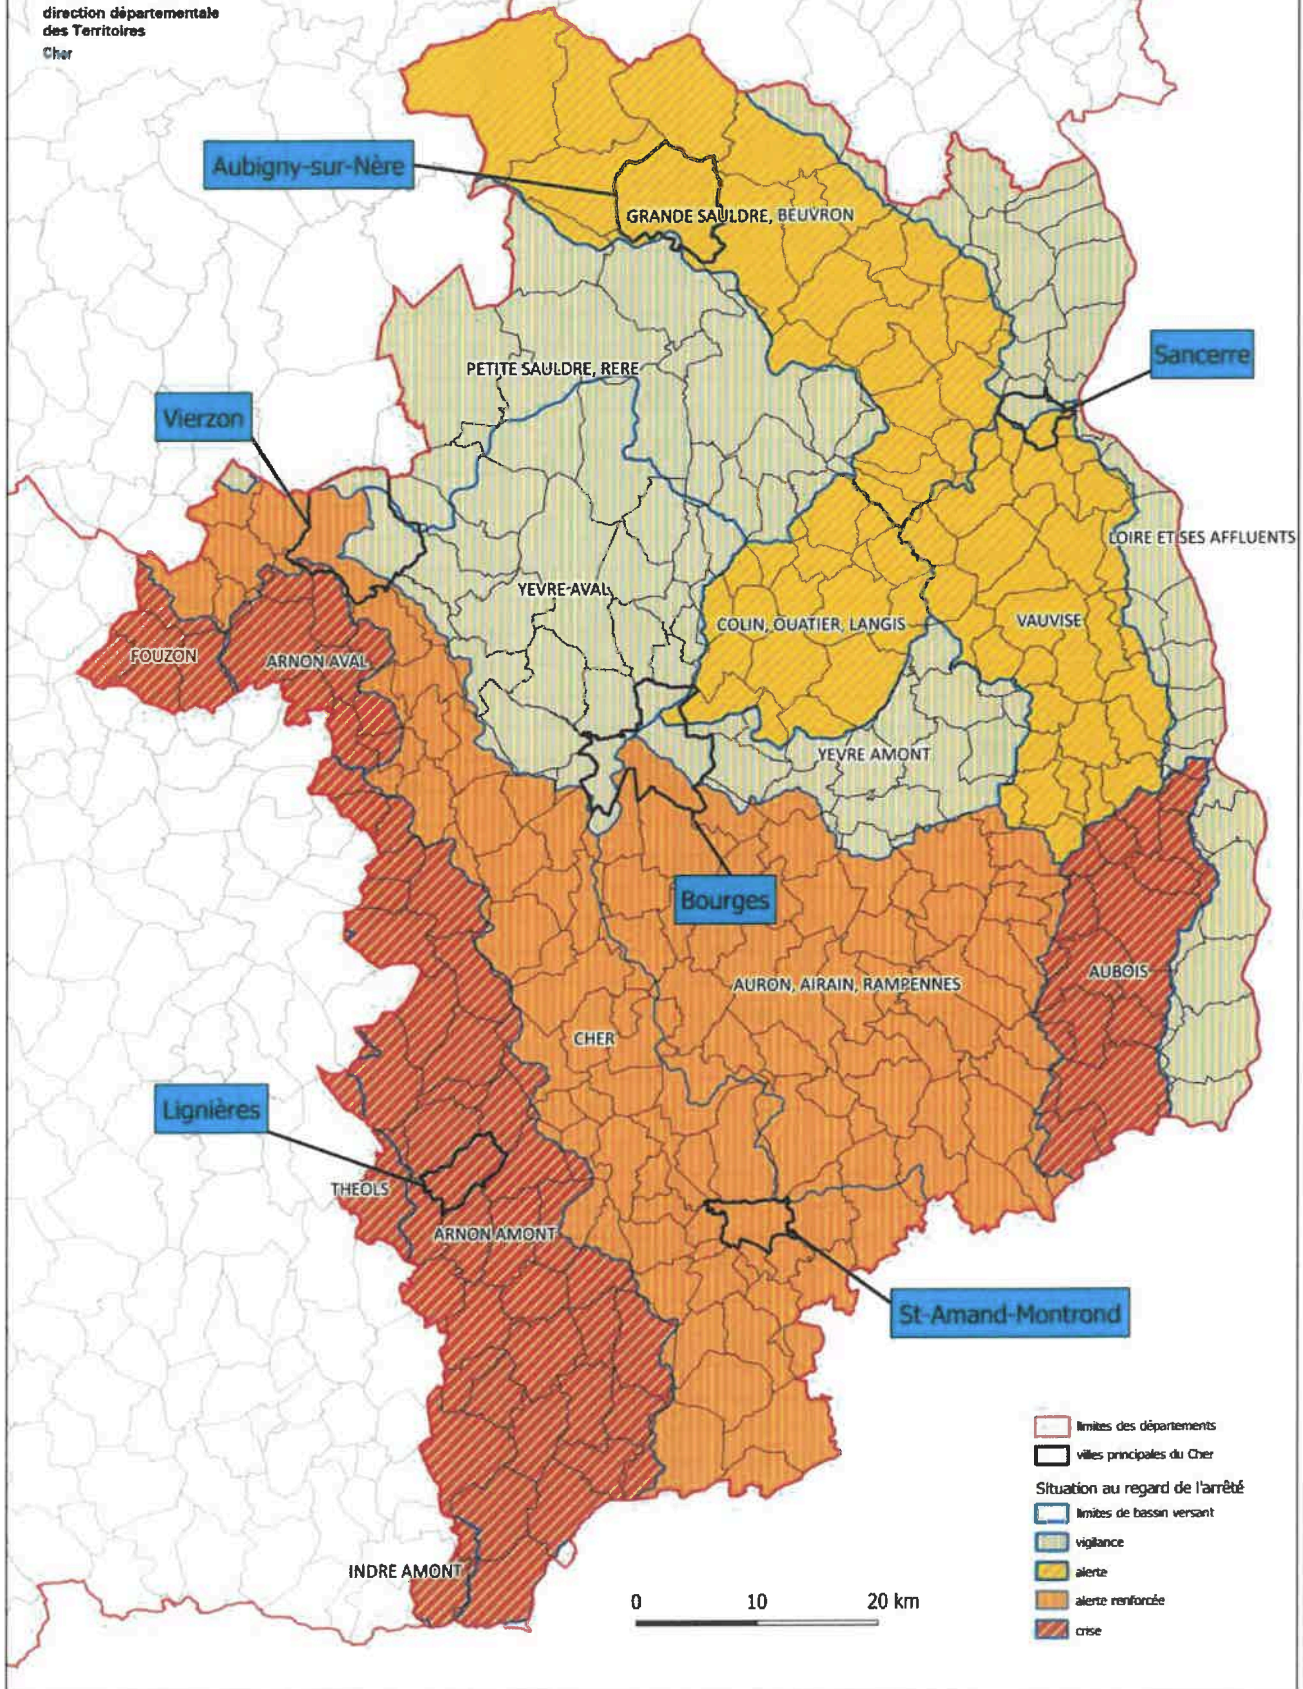 direction départementale
des Territoires
Cher
Aubigny-sur-Nère
GRANDE SAULDRE, BEUVRON
Sancerre
PETITE SAULDRE, RERE
Vierzon
LOIRE ET SES AFFLUENTS
YEVRE-AVAL
COLIN, OUATIER, LANGIS
VAUVISE
FOUZON
ARNON AVAL
YEVRE AMONT
Bourges
AUBOIS
AURON, AIRAIN, RAMPENNES
CHER
Lignières
THEOLS
ARNON AMONT
St-Amand-Montrond
limites des départements
villes principales du Cher
Situation au regard de l'arrêté
limites de bassin versant
vigilance
alerte
alerte renforcée
crise
INDRE AMONT
0 10 20 km